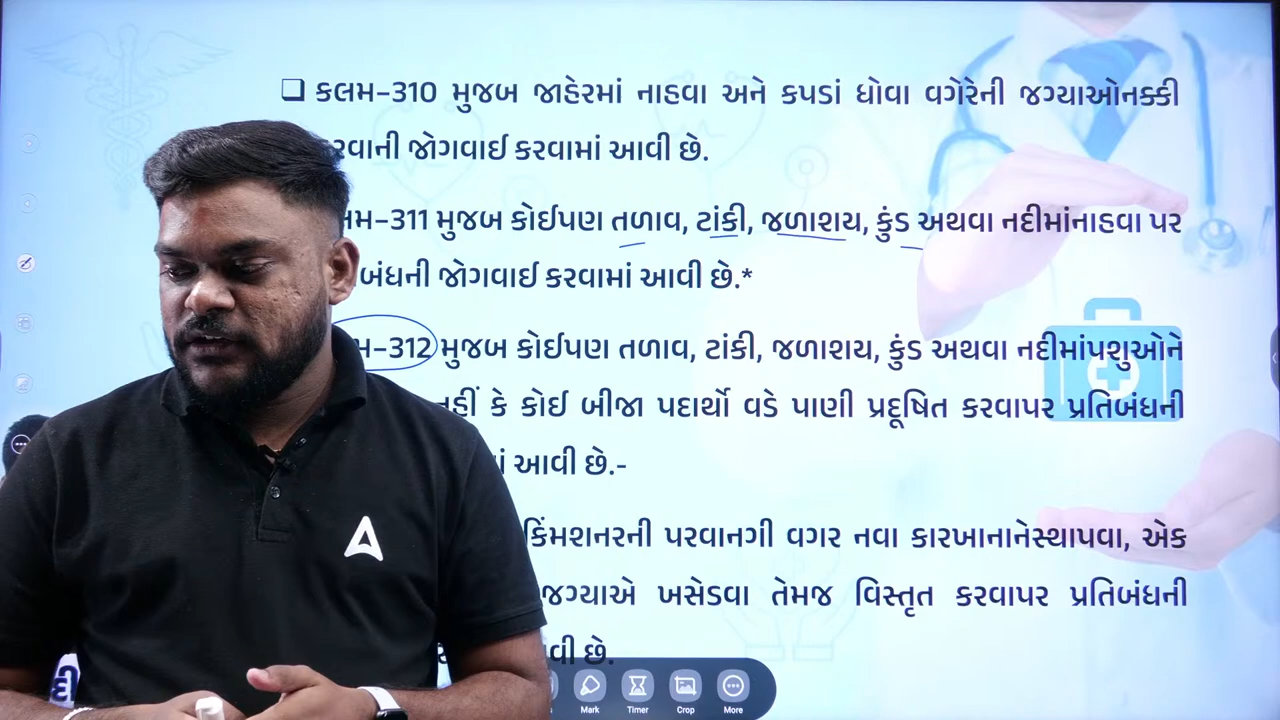 ❑ કલમ–310 મુજબ જાહેરમાં નાહવા અને કપડાં ધોવા વગેરેની જગ્યાઓનક્કી
કરવાની જોગવાઈ કરવામાં આવી છે.
મ–311 મુજબ કોઈપણ તળાવ, ટાંકી, જળાશય, કુંડ અથવા નદીમાંનાહવા પર
બંધની જોગવાઈ કરવામાં આવી છે.*
મ–312 મુજબ કોઈપણ તળાવ, ટાંકી, જળાશય, કુંડ અથવા નદીમાંપશુઓને
નહીં કે કોઈ બીજા પદાર્થો વડે પાણી પ્રદૂષિત કરવાપર પ્રતિબંધની
આવી છે.-
કિંમશનરની પરવાનગી વગર નવા કારખાનાનેસ્થાપવા, એક
જગ્યાએ ખસેડવા તેમજ વિસ્તૃત કરવાપર પ્રતિબંધની
વી છે.
Mark Timer Crop More